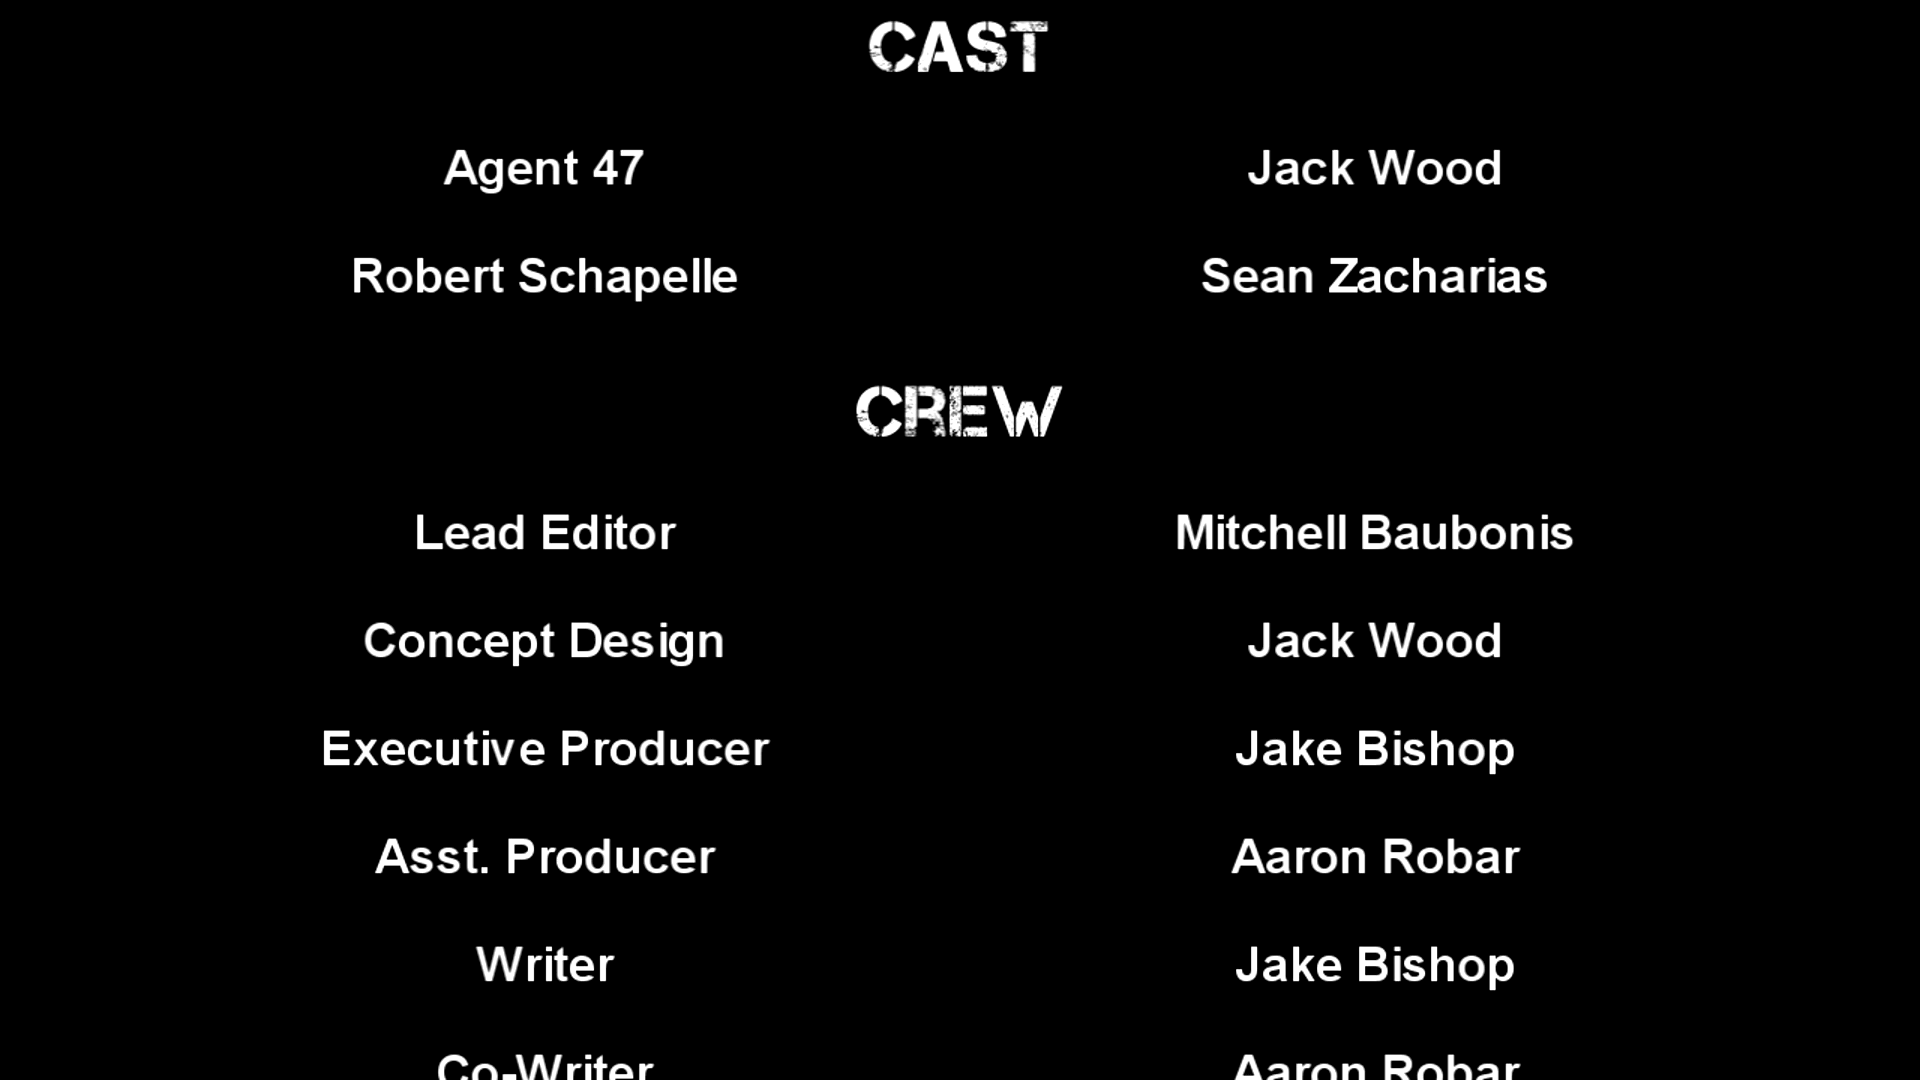 CAST
Agent 47 Jack Wood
Robert Schapelle Sean Zacharias
CREW
Lead Editor Mitchell Baubonis
Concept Design Jack Wood
Executive Producer Jake Bishop
Asst. Producer Aaron Robar
Writer Jake Bishop
Co-Writer Aaron Robar